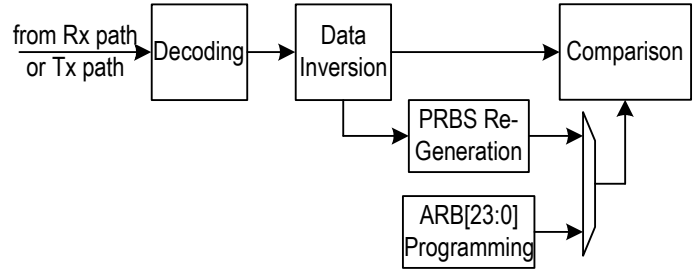 from Rx path
or Tx path
Decoding
Data
Inversion
Comparison
PRBS Re-
Generation
ARB[23:0]
Programming